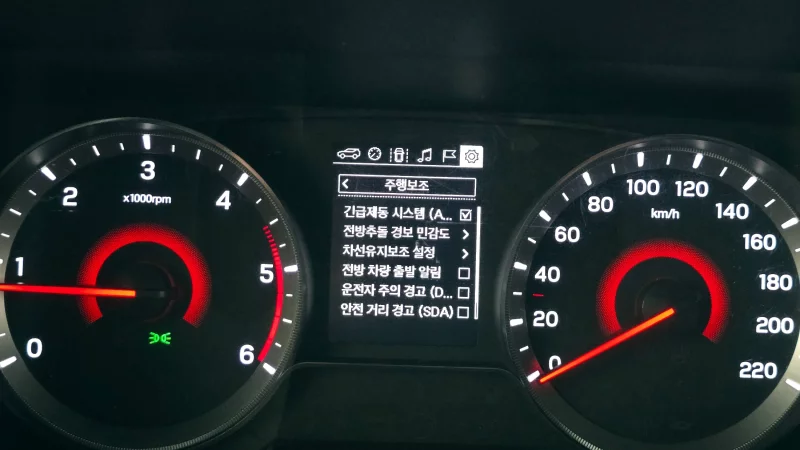 주행보조
긴급제동 시스템 (A...
전방추돌 경보 민감도
차선유지보조 설정
전방 차량 출발 알림
운전자 주의 경고 (D...
안전 거리 경고 (SDA)
0
1
2
3
4
5
6
x1000rpm
0
20
40
60
80
100
120
140
160
180
200
220
km/h